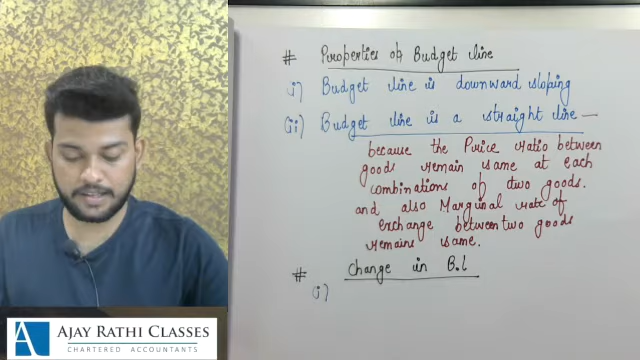 # Properties of Budget line
i) Budget line is downward sloping
(ii) Budget line is a straight line —
because the Price ratio between
goods remain same at each
combinations of two goods.
and also Marginal rate of
exchange between two goods
remains same.
# Change in B.L
(i)
AJAY RATHI CLASSES
CHARTERED ACCOUNTANTS